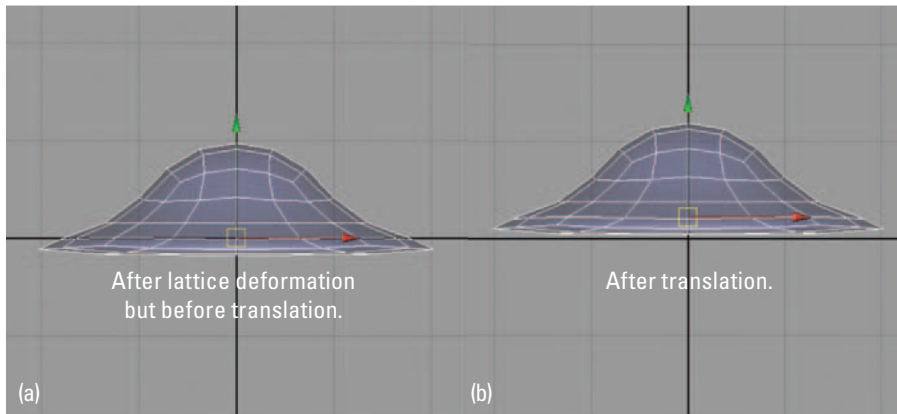 After lattice deformation
but before translation.
After translation.
(a)
(b)